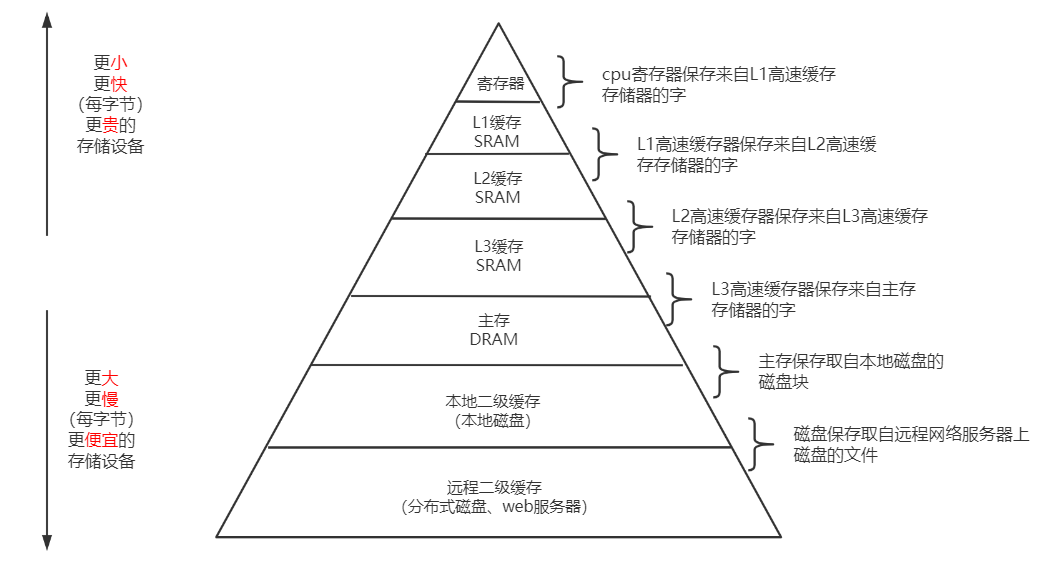 更小
更快
(每字节)
更贵的
存储设备
更大
更慢
(每字节)
更便宜的
存储设备
寄存器
L1缓存
SRAM
L2缓存
SRAM
L3缓存
SRAM
主存
DRAM
本地二级缓存
(本地磁盘)
远程二级缓存
(分布式磁盘、web服务器)
cpu寄存器保存来自L1高速缓存
存储器的字
L1高速缓存器保存来自L2高速缓
存存储器的字
L2高速缓存器保存来自L3高速缓存
存储器的字
L3高速缓存器保存来自主存
存储器的字
主存保存取自本地磁盘的
磁盘块
磁盘保存取自远程网络服务器上
磁盘的文件